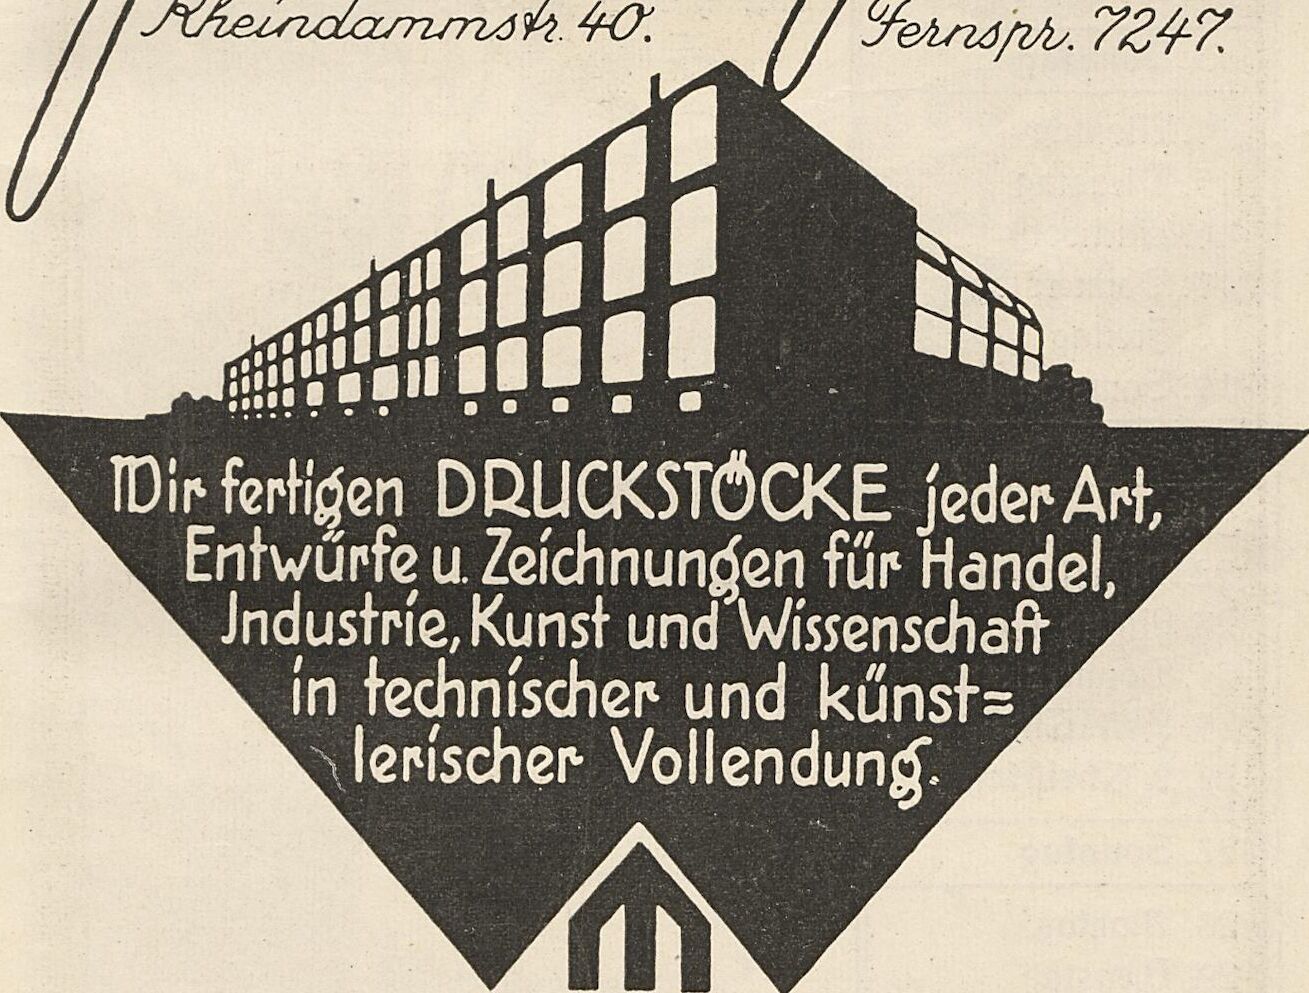 Rheindammstr. 40. Fernspr. 7247.
Wir fertigen DRUCKSTÖCKE jeder Art,
Entwürfe u. Zeichnungen für Handel,
Jndustrie, Kunst und Wissenschaft
in technischer und künst=
lerischer Vollendung.